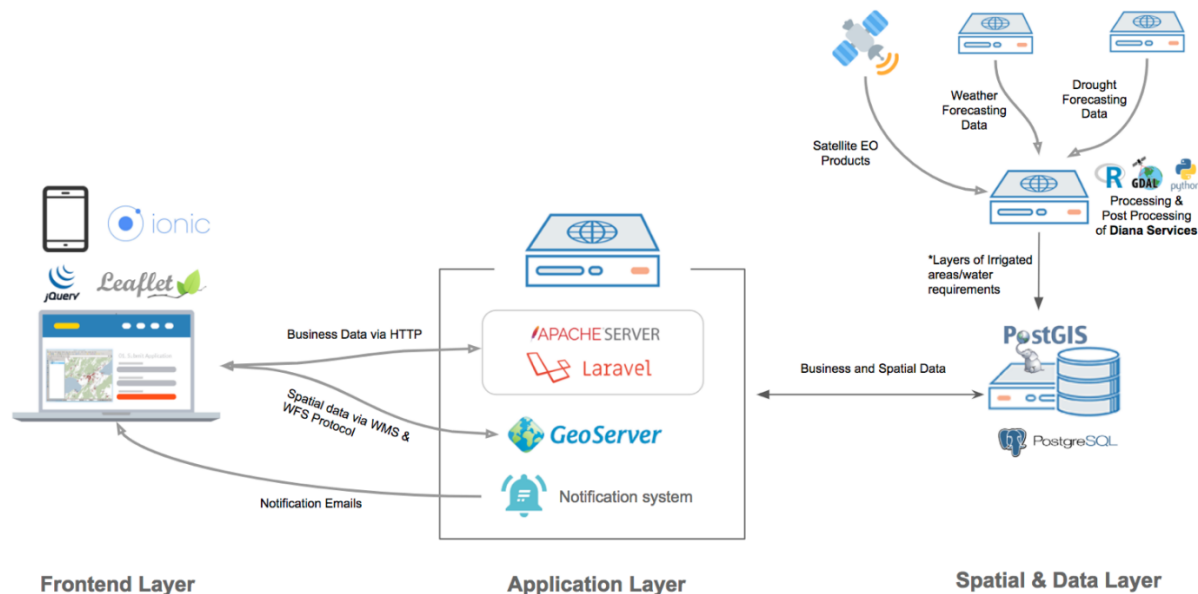 Weather
Forecasting
Data
Drought
Forecasting
Data
Satellite EO
Products
R
GDAL
python
Processing &
Post Processing
of Diana Services
*Layers of Irrigated
areas/water
requirements
ionic
jQuery
Leaflet
Business Data via HTTP
Spatial data via WMS &
WFS Protocol
Notification Emails
APACHE SERVER
Laravel
GeoServer
Notification system
Business and Spatial Data
PostGIS
PostgreSQL
Frontend Layer
Application Layer
Spatial & Data Layer